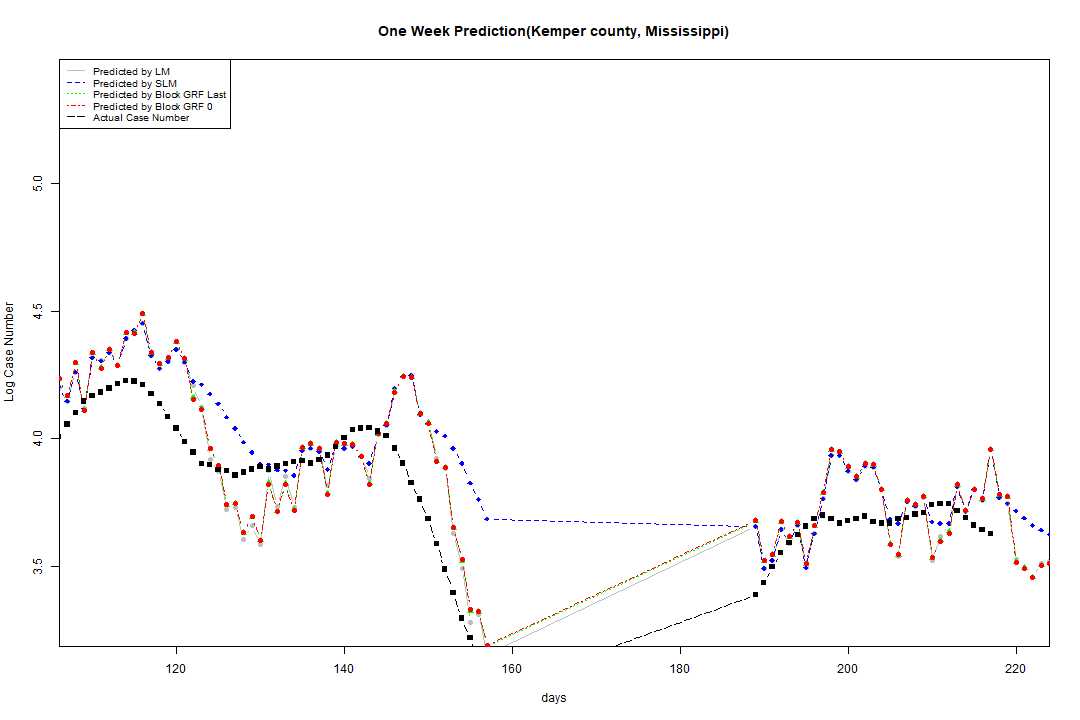 One Week Prediction(Kemper county, Mississippi)
Predicted by LM
Predicted by SLM
Predicted by Block GRF Last
Predicted by Block GRF 0
Actual Case Number
5.0
4.5
4.0
3.5
Log Case Number
120 140 160 180 200 220
days